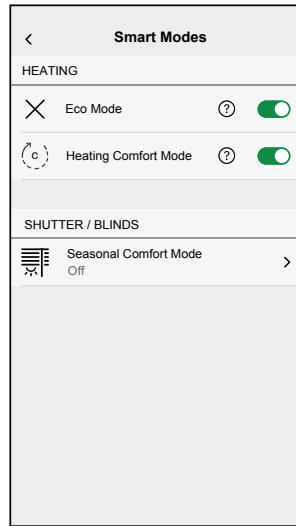 Smart Modes
HEATING
Eco Mode ?
C Heating Comfort Mode ?
SHUTTER / BLINDS
Seasonal Comfort Mode
Off